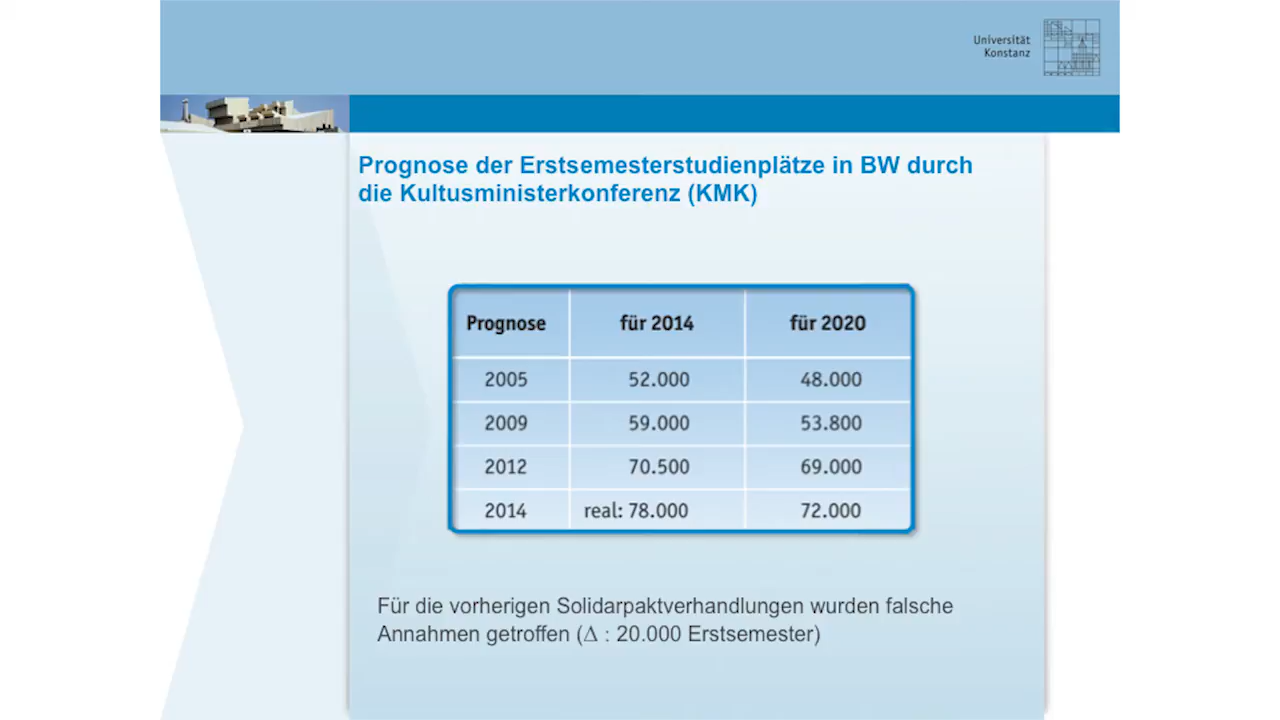 Universität
Konstanz
Prognose der Erstsemesterstudienplätze in BW durch
die Kultusministerkonferenz (KMK)
Prognose für 2014 für 2020
2005 52.000 48.000
2009 59.000 53.800
2012 70.500 69.000
2014 real: 78.000 72.000
Für die vorherigen Solidarpaktverhandlungen wurden falsche
Annahmen getroffen (Δ : 20.000 Erstsemester)